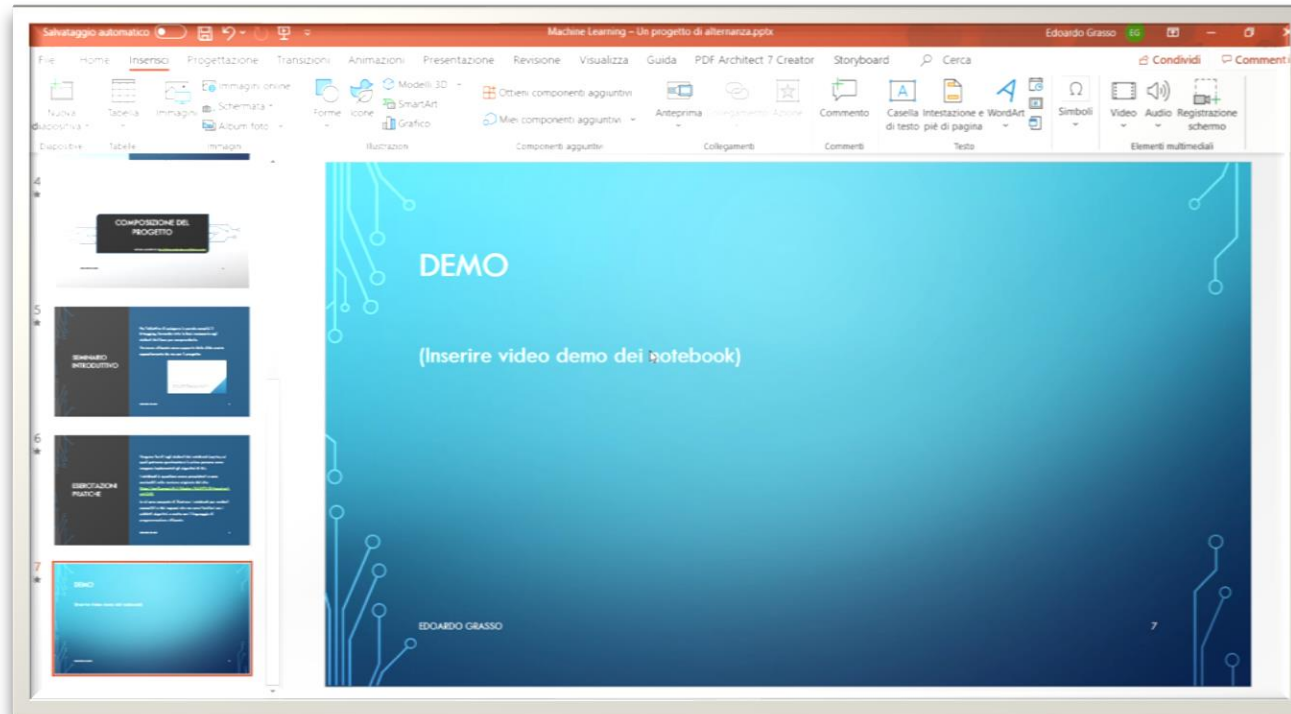 Salvataggio automatico
Machine Learning – Un progetto di alternanza.pptx
Edoardo Grasso EG
File Home Inserisci Progettazione Transizioni Animazioni Presentazione Revisione Visualizza Guida PDF Architect 7 Creator Storyboard Cerca Condividi Commenti
Nuova diapositiva
Tabella
Immagini
Immagini online
Schermata
Album foto
Forme
Icone
Modelli 3D
SmartArt
Grafico
Ottieni componenti aggiuntivi
Miei componenti aggiuntivi
Anteprima
Collegamento
Azione
Commento
Casella di testo
Intestazione e piè di pagina
WordArt
Simboli
Video
Audio
Registrazione schermo
Diapositive Tabelle Immagini Illustrazioni Componenti aggiuntivi Collegamenti Commenti Testo Elementi multimediali
4
COMPOSIZIONE DEL
PROGETTO
5
SEMINARIO
INTRODUTTIVO
6
ESERCITAZIONI
PRATICHE
7
DEMO
DEMO
(Inserire video demo dei notebook)
EDOARDO GRASSO
7